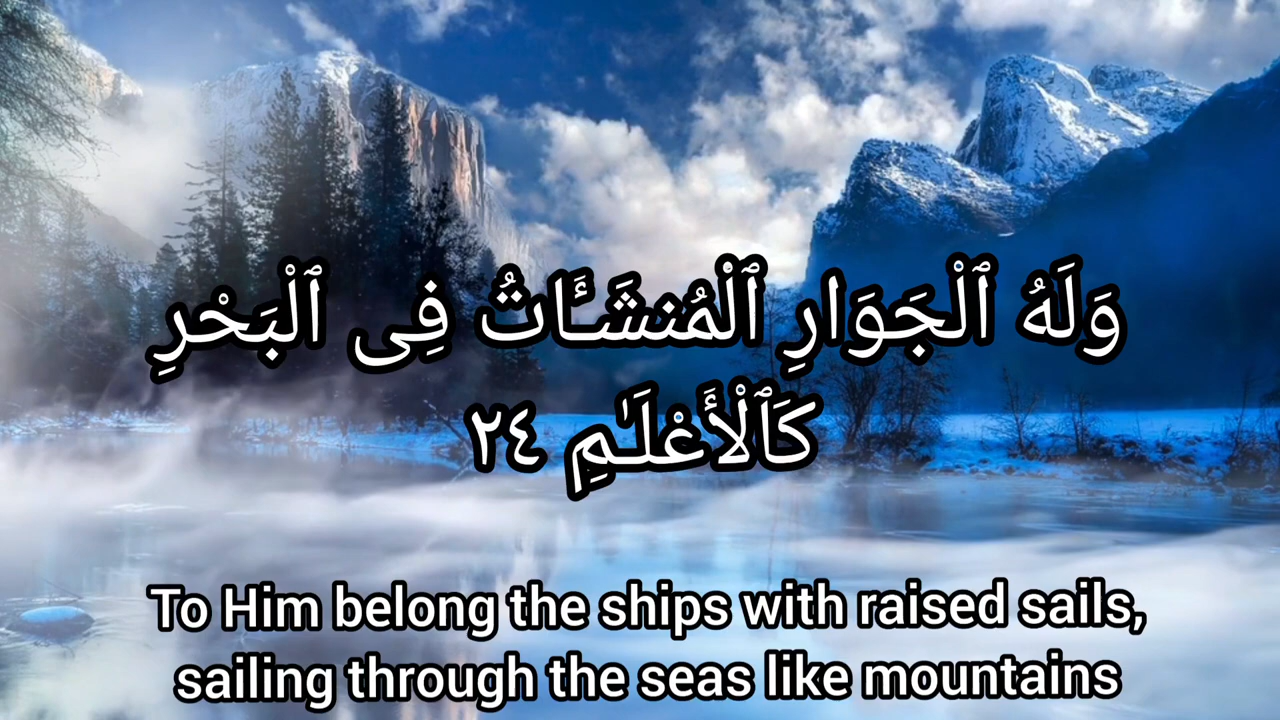 وَلَهُ ٱلْجَوَارِ ٱلْمُنشَـَٔاتُ فِى ٱلْبَحْرِ
كَٱلْأَعْلَـٰمِ ٢٤
To Him belong the ships with raised sails,
sailing through the seas like mountains